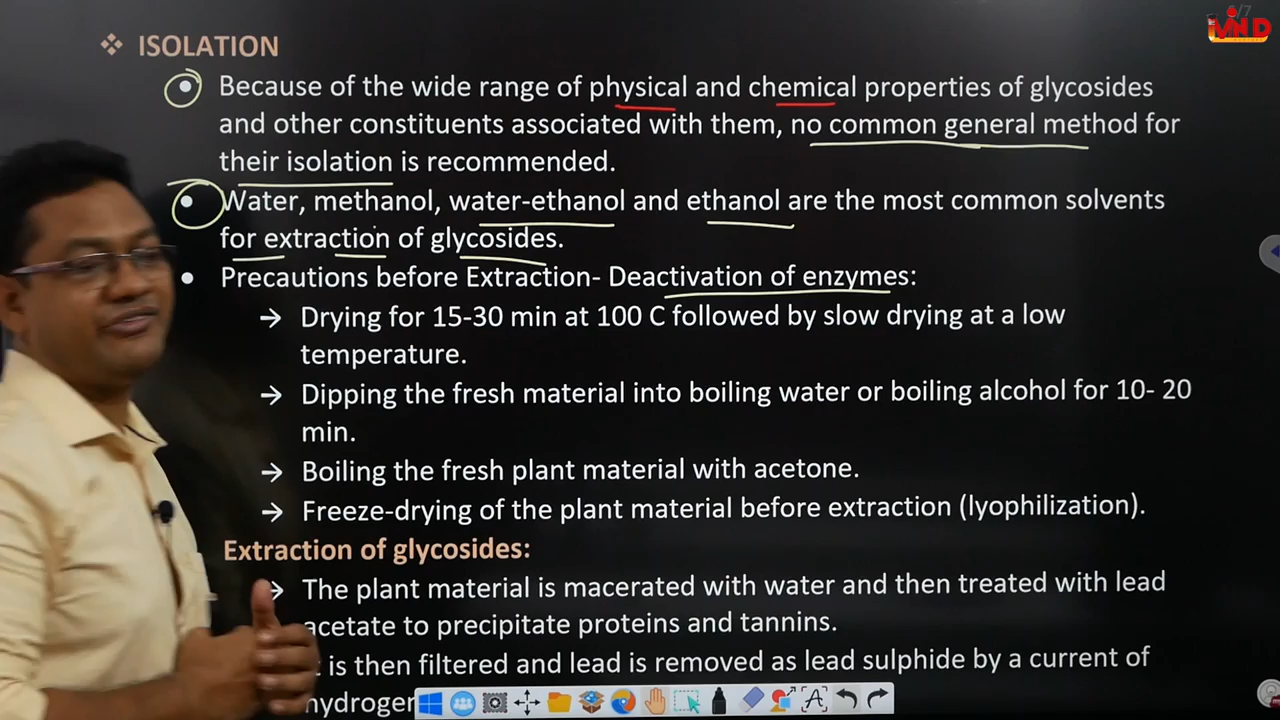 ❖ ISOLATION
• Because of the wide range of physical and chemical properties of glycosides
and other constituents associated with them, no common general method for
their isolation is recommended.
• Water, methanol, water-ethanol and ethanol are the most common solvents
for extraction of glycosides.
• Precautions before Extraction- Deactivation of enzymes:
→ Drying for 15-30 min at 100 C followed by slow drying at a low
temperature.
→ Dipping the fresh material into boiling water or boiling alcohol for 10- 20
min.
→ Boiling the fresh plant material with acetone.
→ Freeze-drying of the plant material before extraction (lyophilization).
Extraction of glycosides:
→ The plant material is macerated with water and then treated with lead
acetate to precipitate proteins and tannins.
is then filtered and lead is removed as lead sulphide by a current of
hydrogen